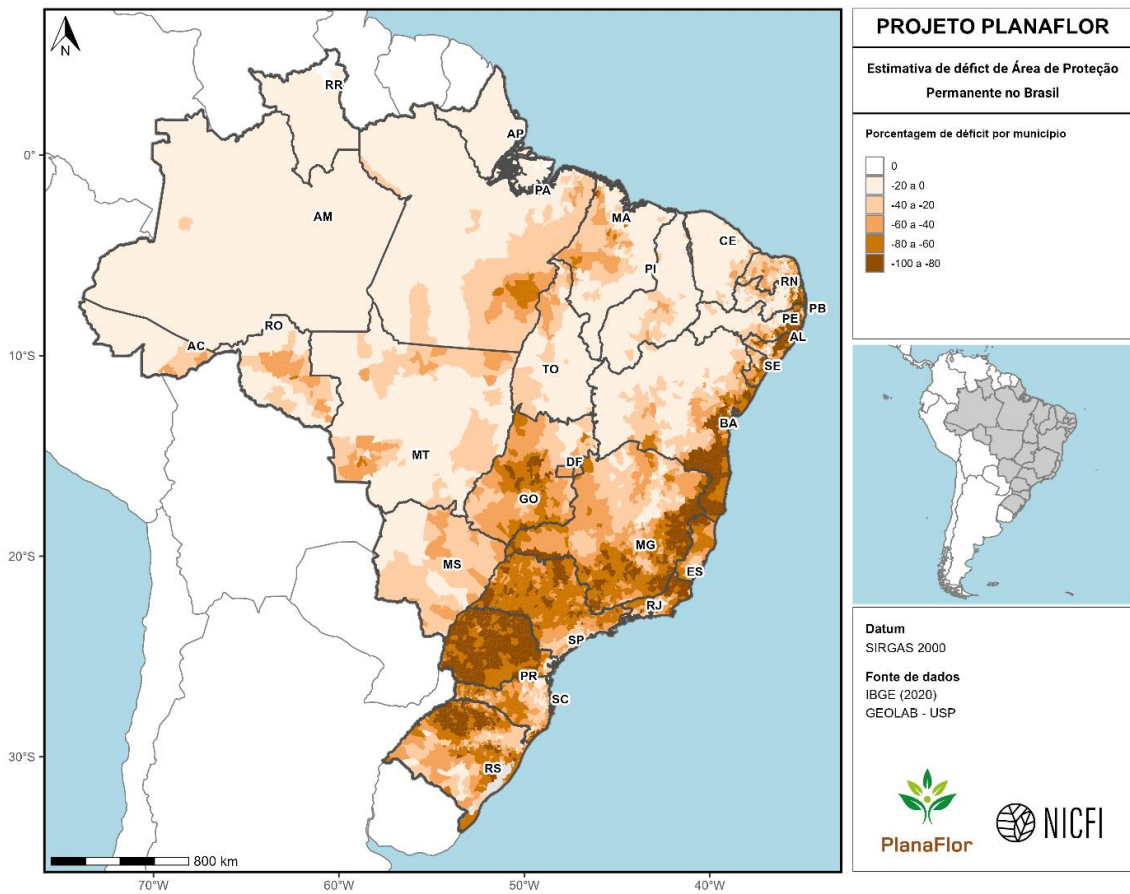 N
RR
AP
0°
PA
AM
MA
CE
PI
RN
PB
PE
AL
RO
AC
10°S
SE
TO
BA
MT
DF
GO
MG
MS
20°S
ES
RJ
SP
PR
SC
30°S
RS
800 km
70°W
60°W
50°W
40°W
PROJETO PLANAFLOR
Estimativa de défict de Área de Proteção
Permanente no Brasil
Porcentagem de déficit por município
0
-20 a 0
-40 a -20
-60 a -40
-80 a -60
-100 a -80
Datum
SIRGAS 2000
Fonte de dados
IBGE (2020)
GEOLAB - USP
PlanaFlor
NICFI